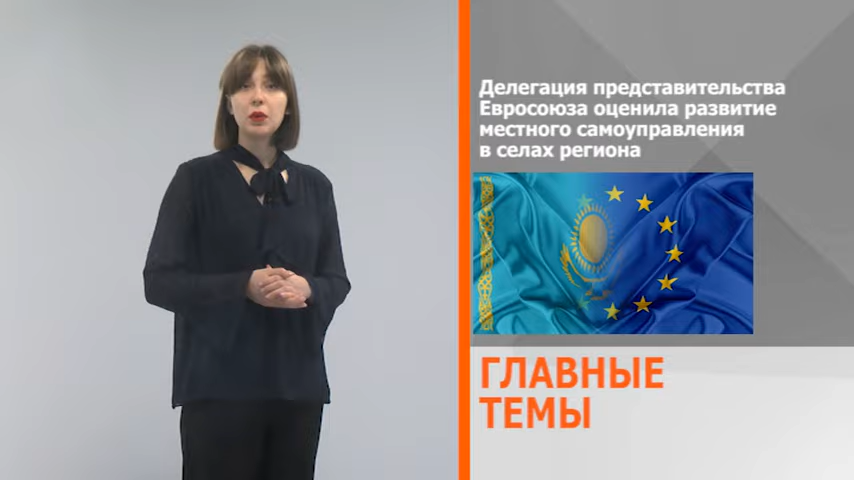 Делегация представительства
Евросоюза оценила развитие
местного самоуправления
в селах региона
ГЛАВНЫЕ
ТЕМЫ